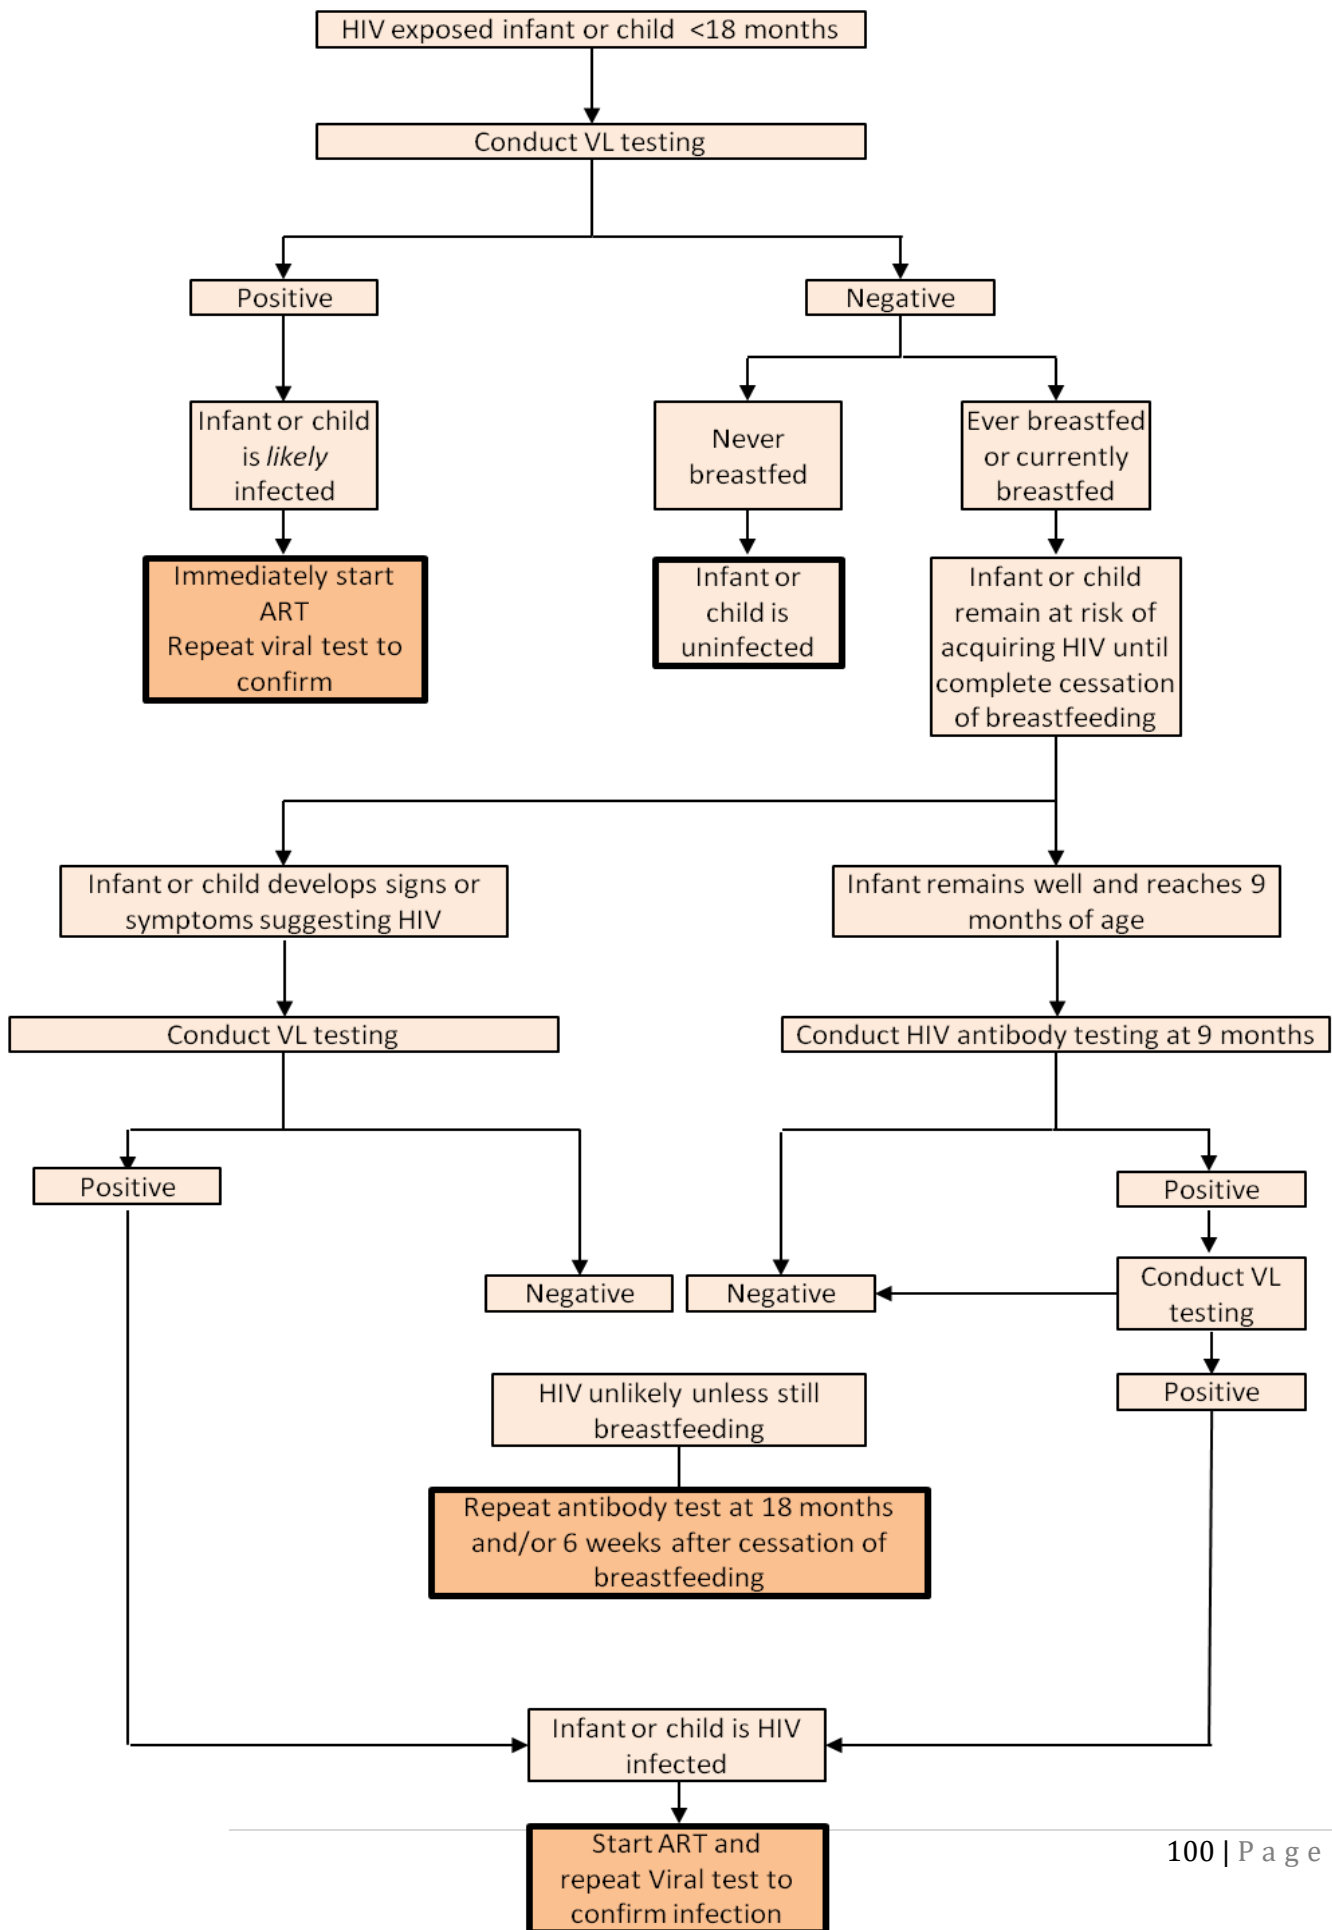 HIV exposed infant or child <18 months
Conduct VL testing
Positive
Negative
Infant or child
is likely
infected
Never
breastfed
Ever breastfed
or currently
breastfed
Immediately start
ART
Repeat viral test to
confirm
Infant or
child is
uninfected
Infant or child
remain at risk of
acquiring HIV until
complete cessation
of breastfeeding
Infant or child develops signs or
symptoms suggesting HIV
Infant remains well and reaches 9
months of age
Conduct VL testing
Conduct HIV antibody testing at 9 months
Positive
Positive
Negative
Negative
Conduct VL
testing
Positive
HIV unlikely unless still
breastfeeding
Repeat antibody test at 18 months
and/or 6 weeks after cessation of
breastfeeding
Infant or child is HIV
infected
Start ART and
repeat Viral test to
confirm infection
100 | P a g e